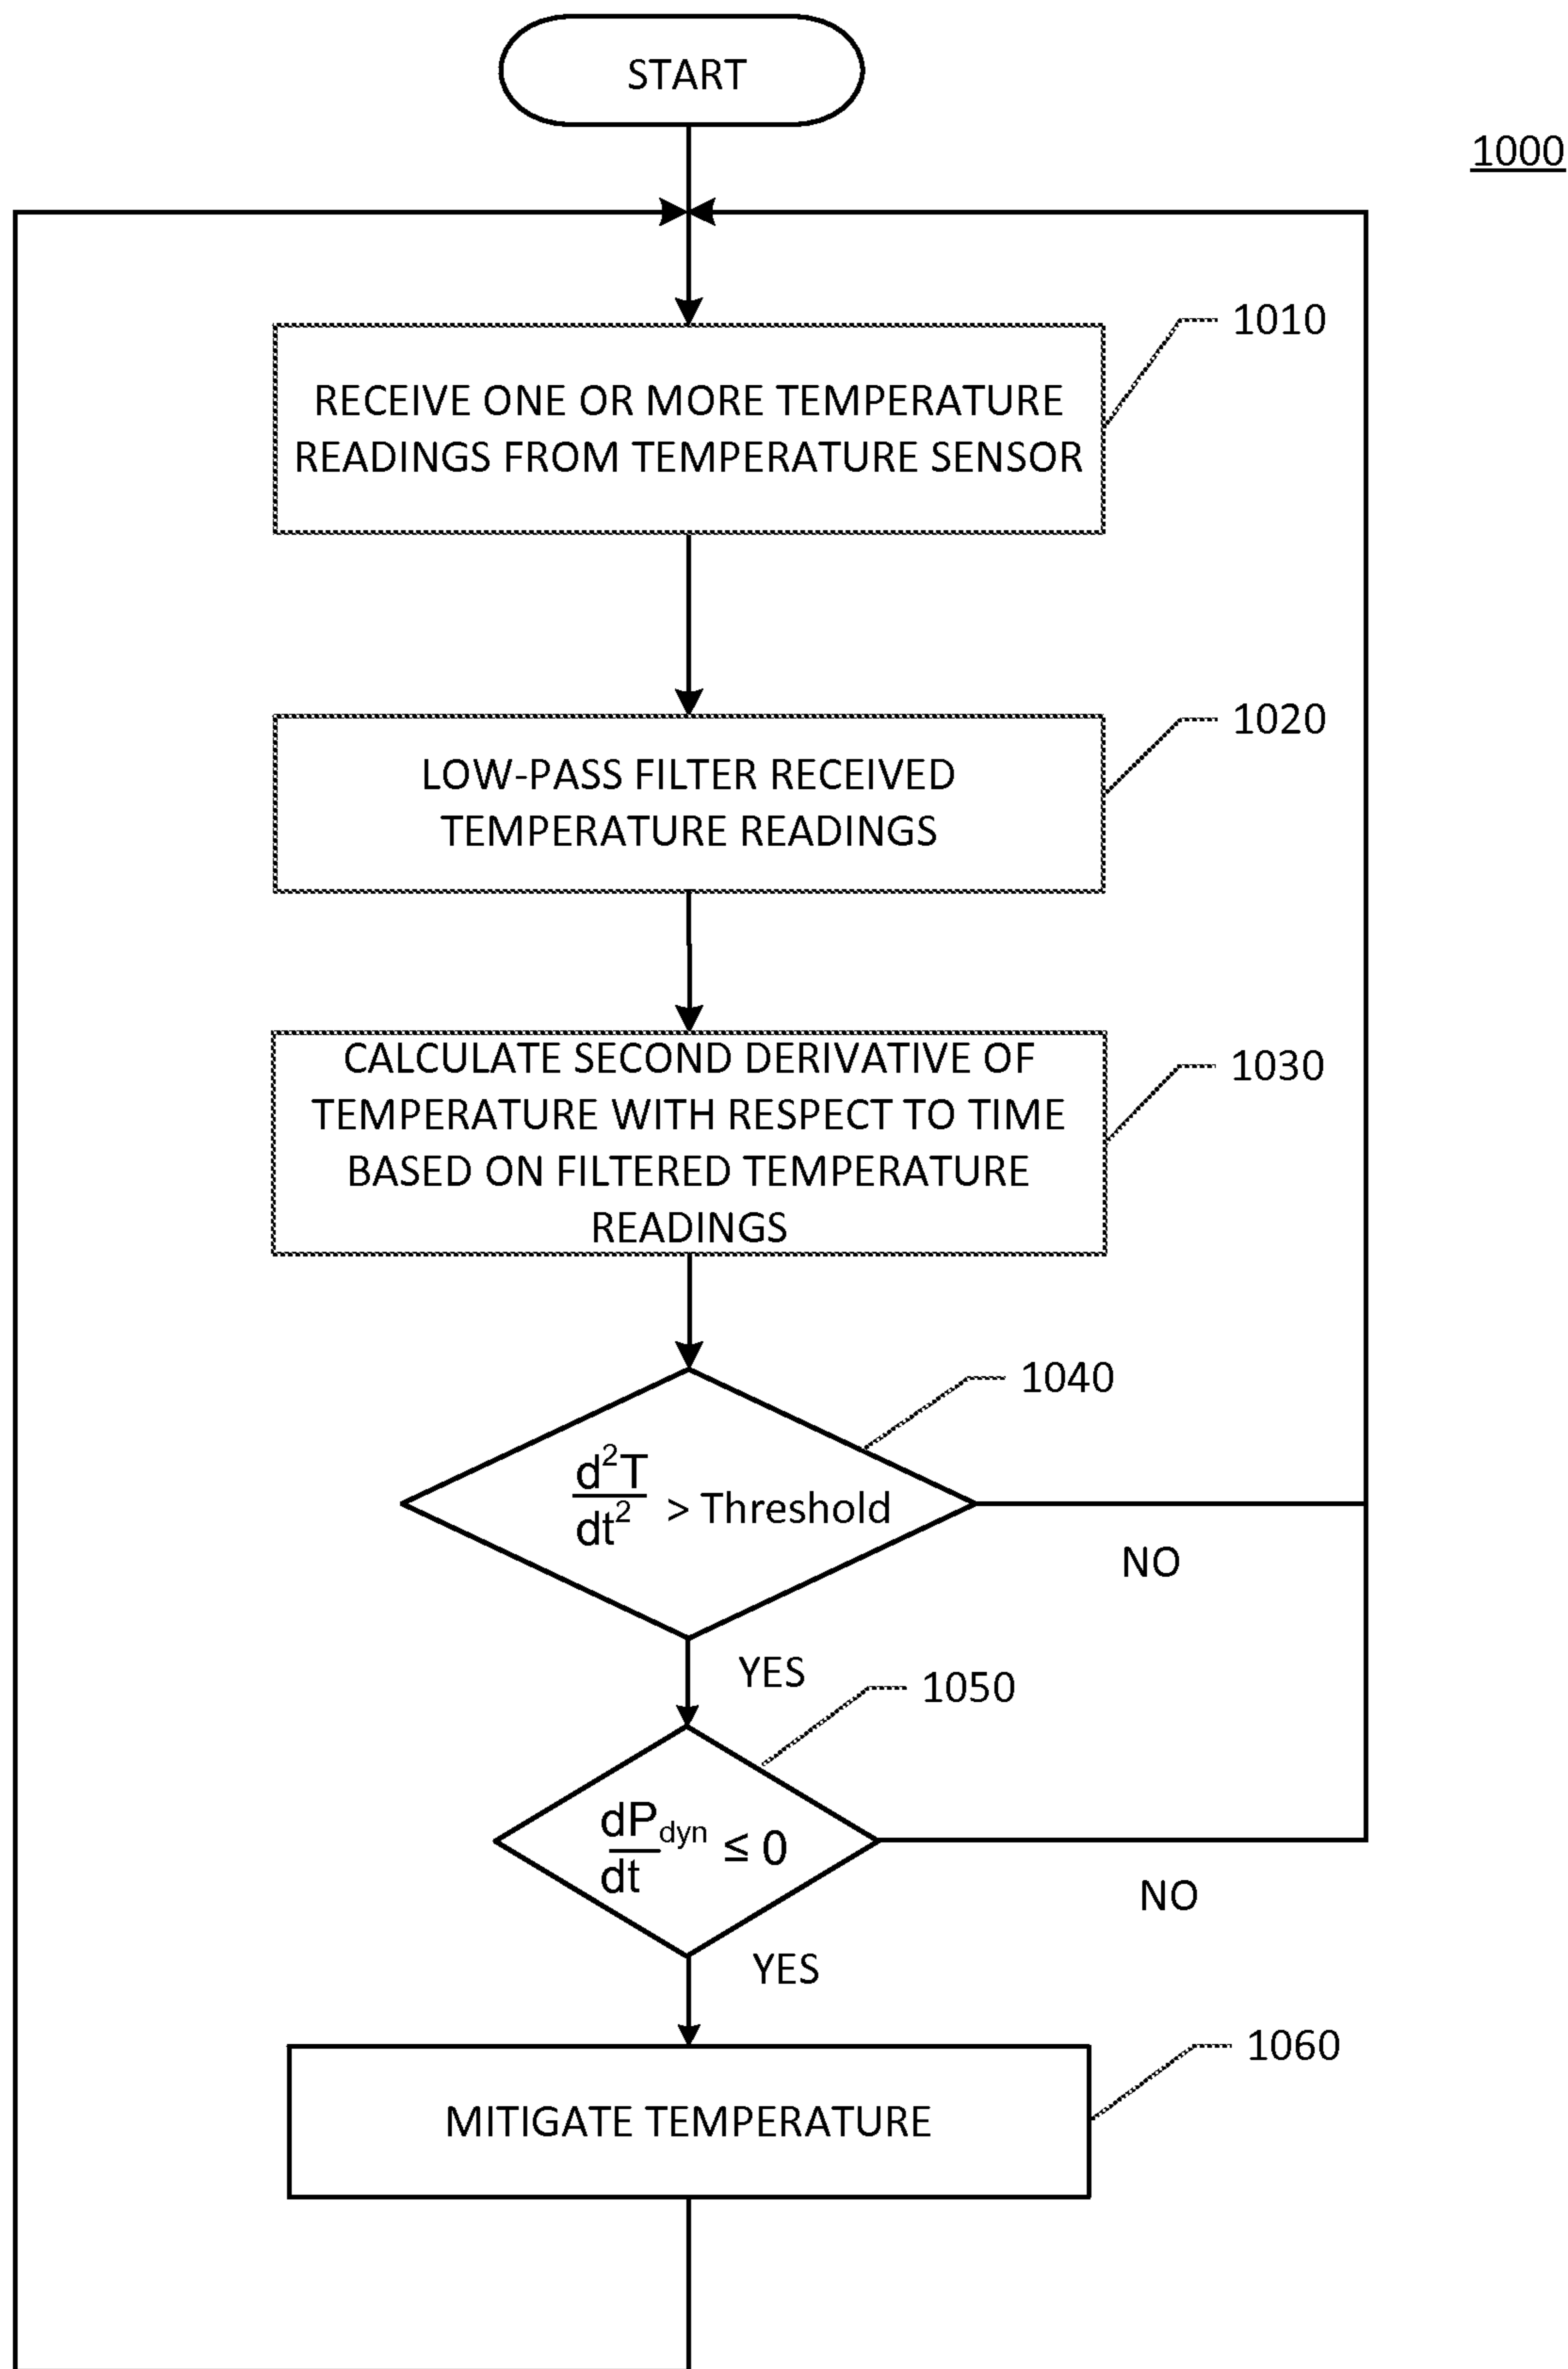 START
1000
1010
RECEIVE ONE OR MORE TEMPERATURE
READINGS FROM TEMPERATURE SENSOR
1020
LOW-PASS FILTER RECEIVED
TEMPERATURE READINGS
1030
CALCULATE SECOND DERIVATIVE OF
TEMPERATURE WITH RESPECT TO TIME
BASED ON FILTERED TEMPERATURE
READINGS
1040
d²T
dt² > Threshold
NO
YES
1050
dPdyn
dt ≤ 0
NO
YES
1060
MITIGATE TEMPERATURE